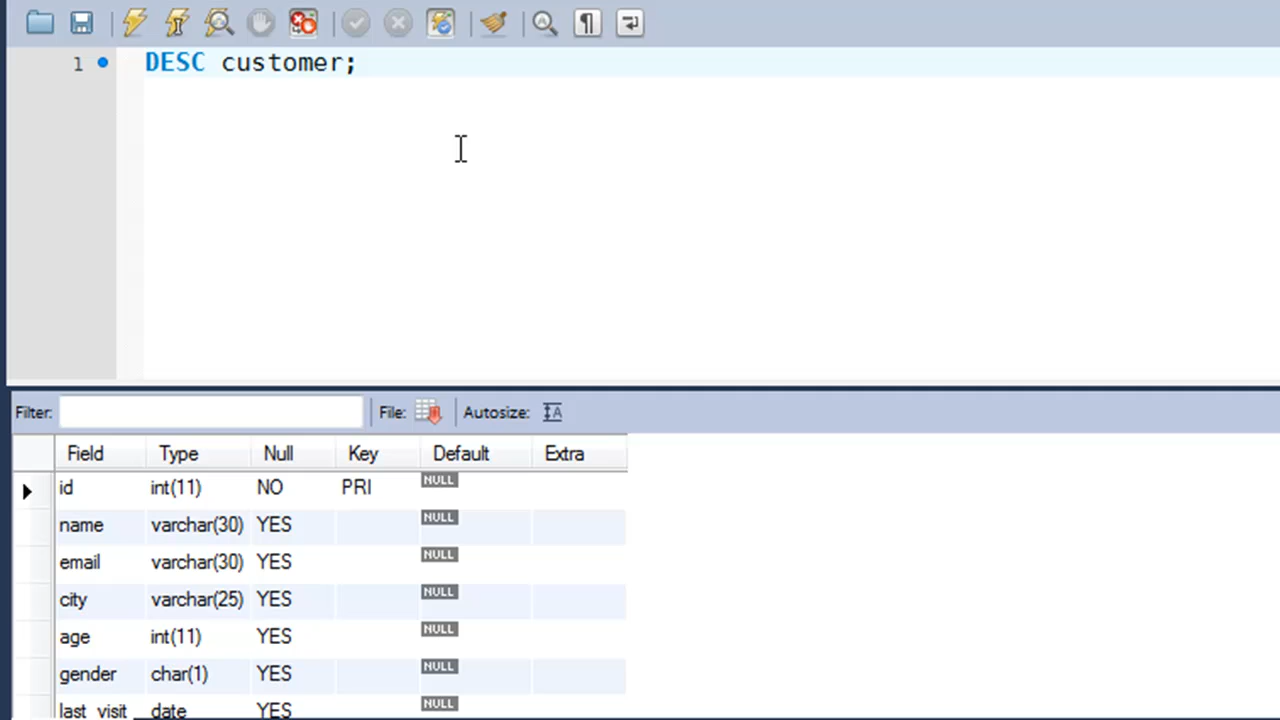 1 DESC customer;
Filter: File: Autosize:
Field Type Null Key Default Extra
id int(11) NO PRI NULL
name varchar(30) YES NULL
email varchar(30) YES NULL
city varchar(25) YES NULL
age int(11) YES NULL
gender char(1) YES NULL
last_visit date YES NULL